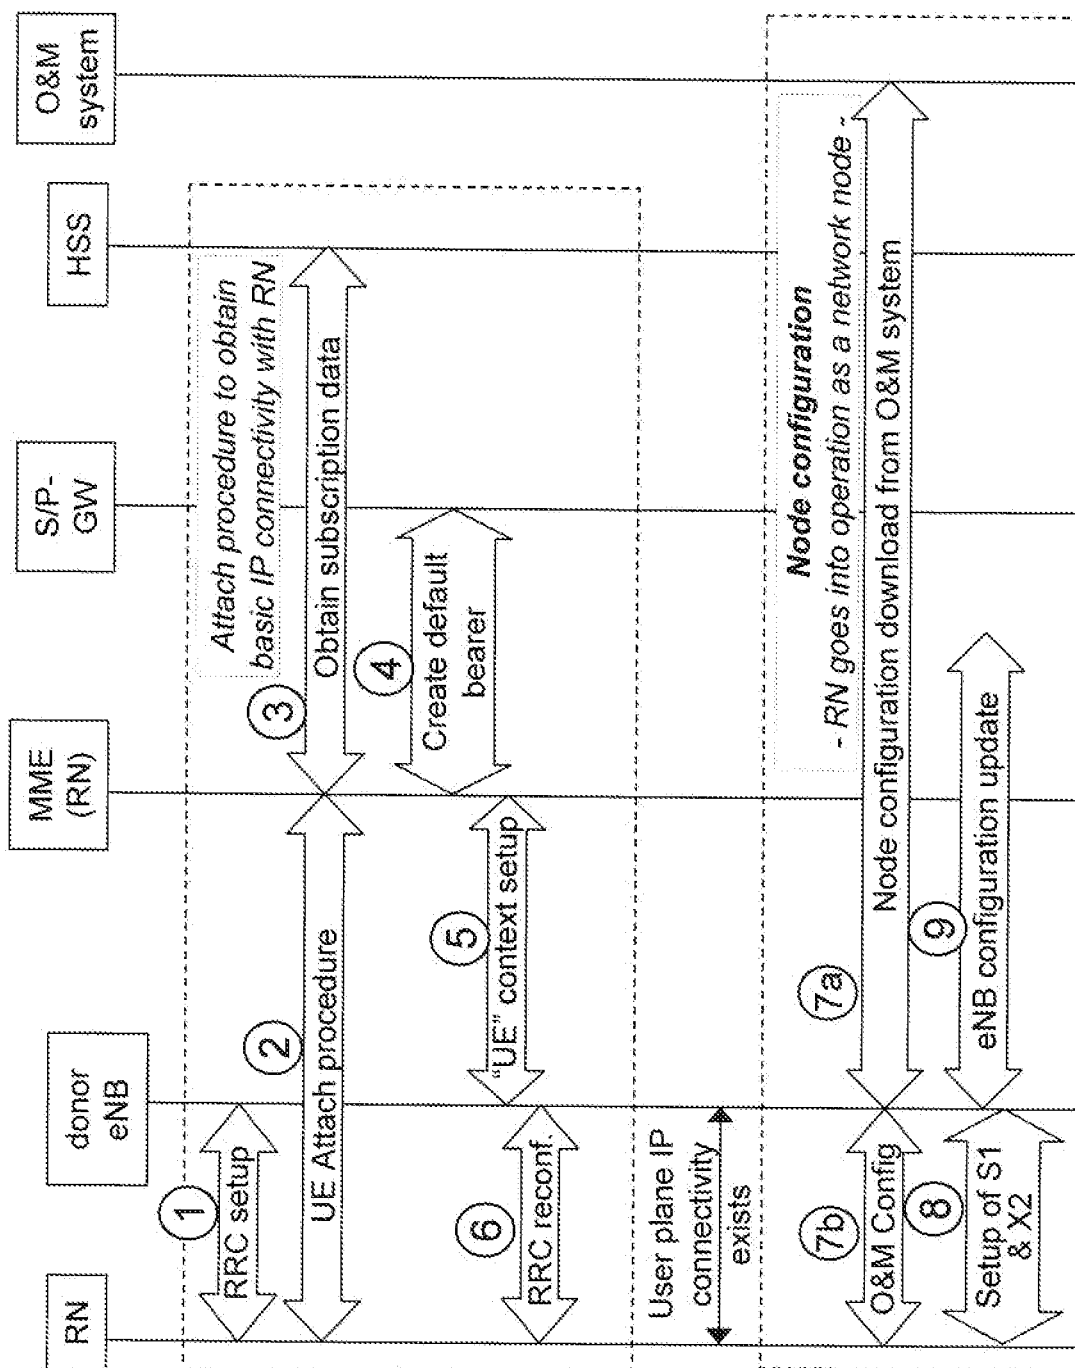 RN
donor
eNB
MME
(RN)
S/P-
GW
HSS
O&M
system
1
RRC setup
Attach procedure to obtain
basic IP connectivity with RN
2
UE Attach procedure
3
Obtain subscription data
4
Create default
bearer
5
"UE" context setup
6
RRC reconf.
User plane IP
connectivity
exists
Node configuration
- RN goes into operation as a network node -
7a
Node configuration download from O&M system
7b
O&M Config
8
Setup of S1
& X2
9
eNB configuration update